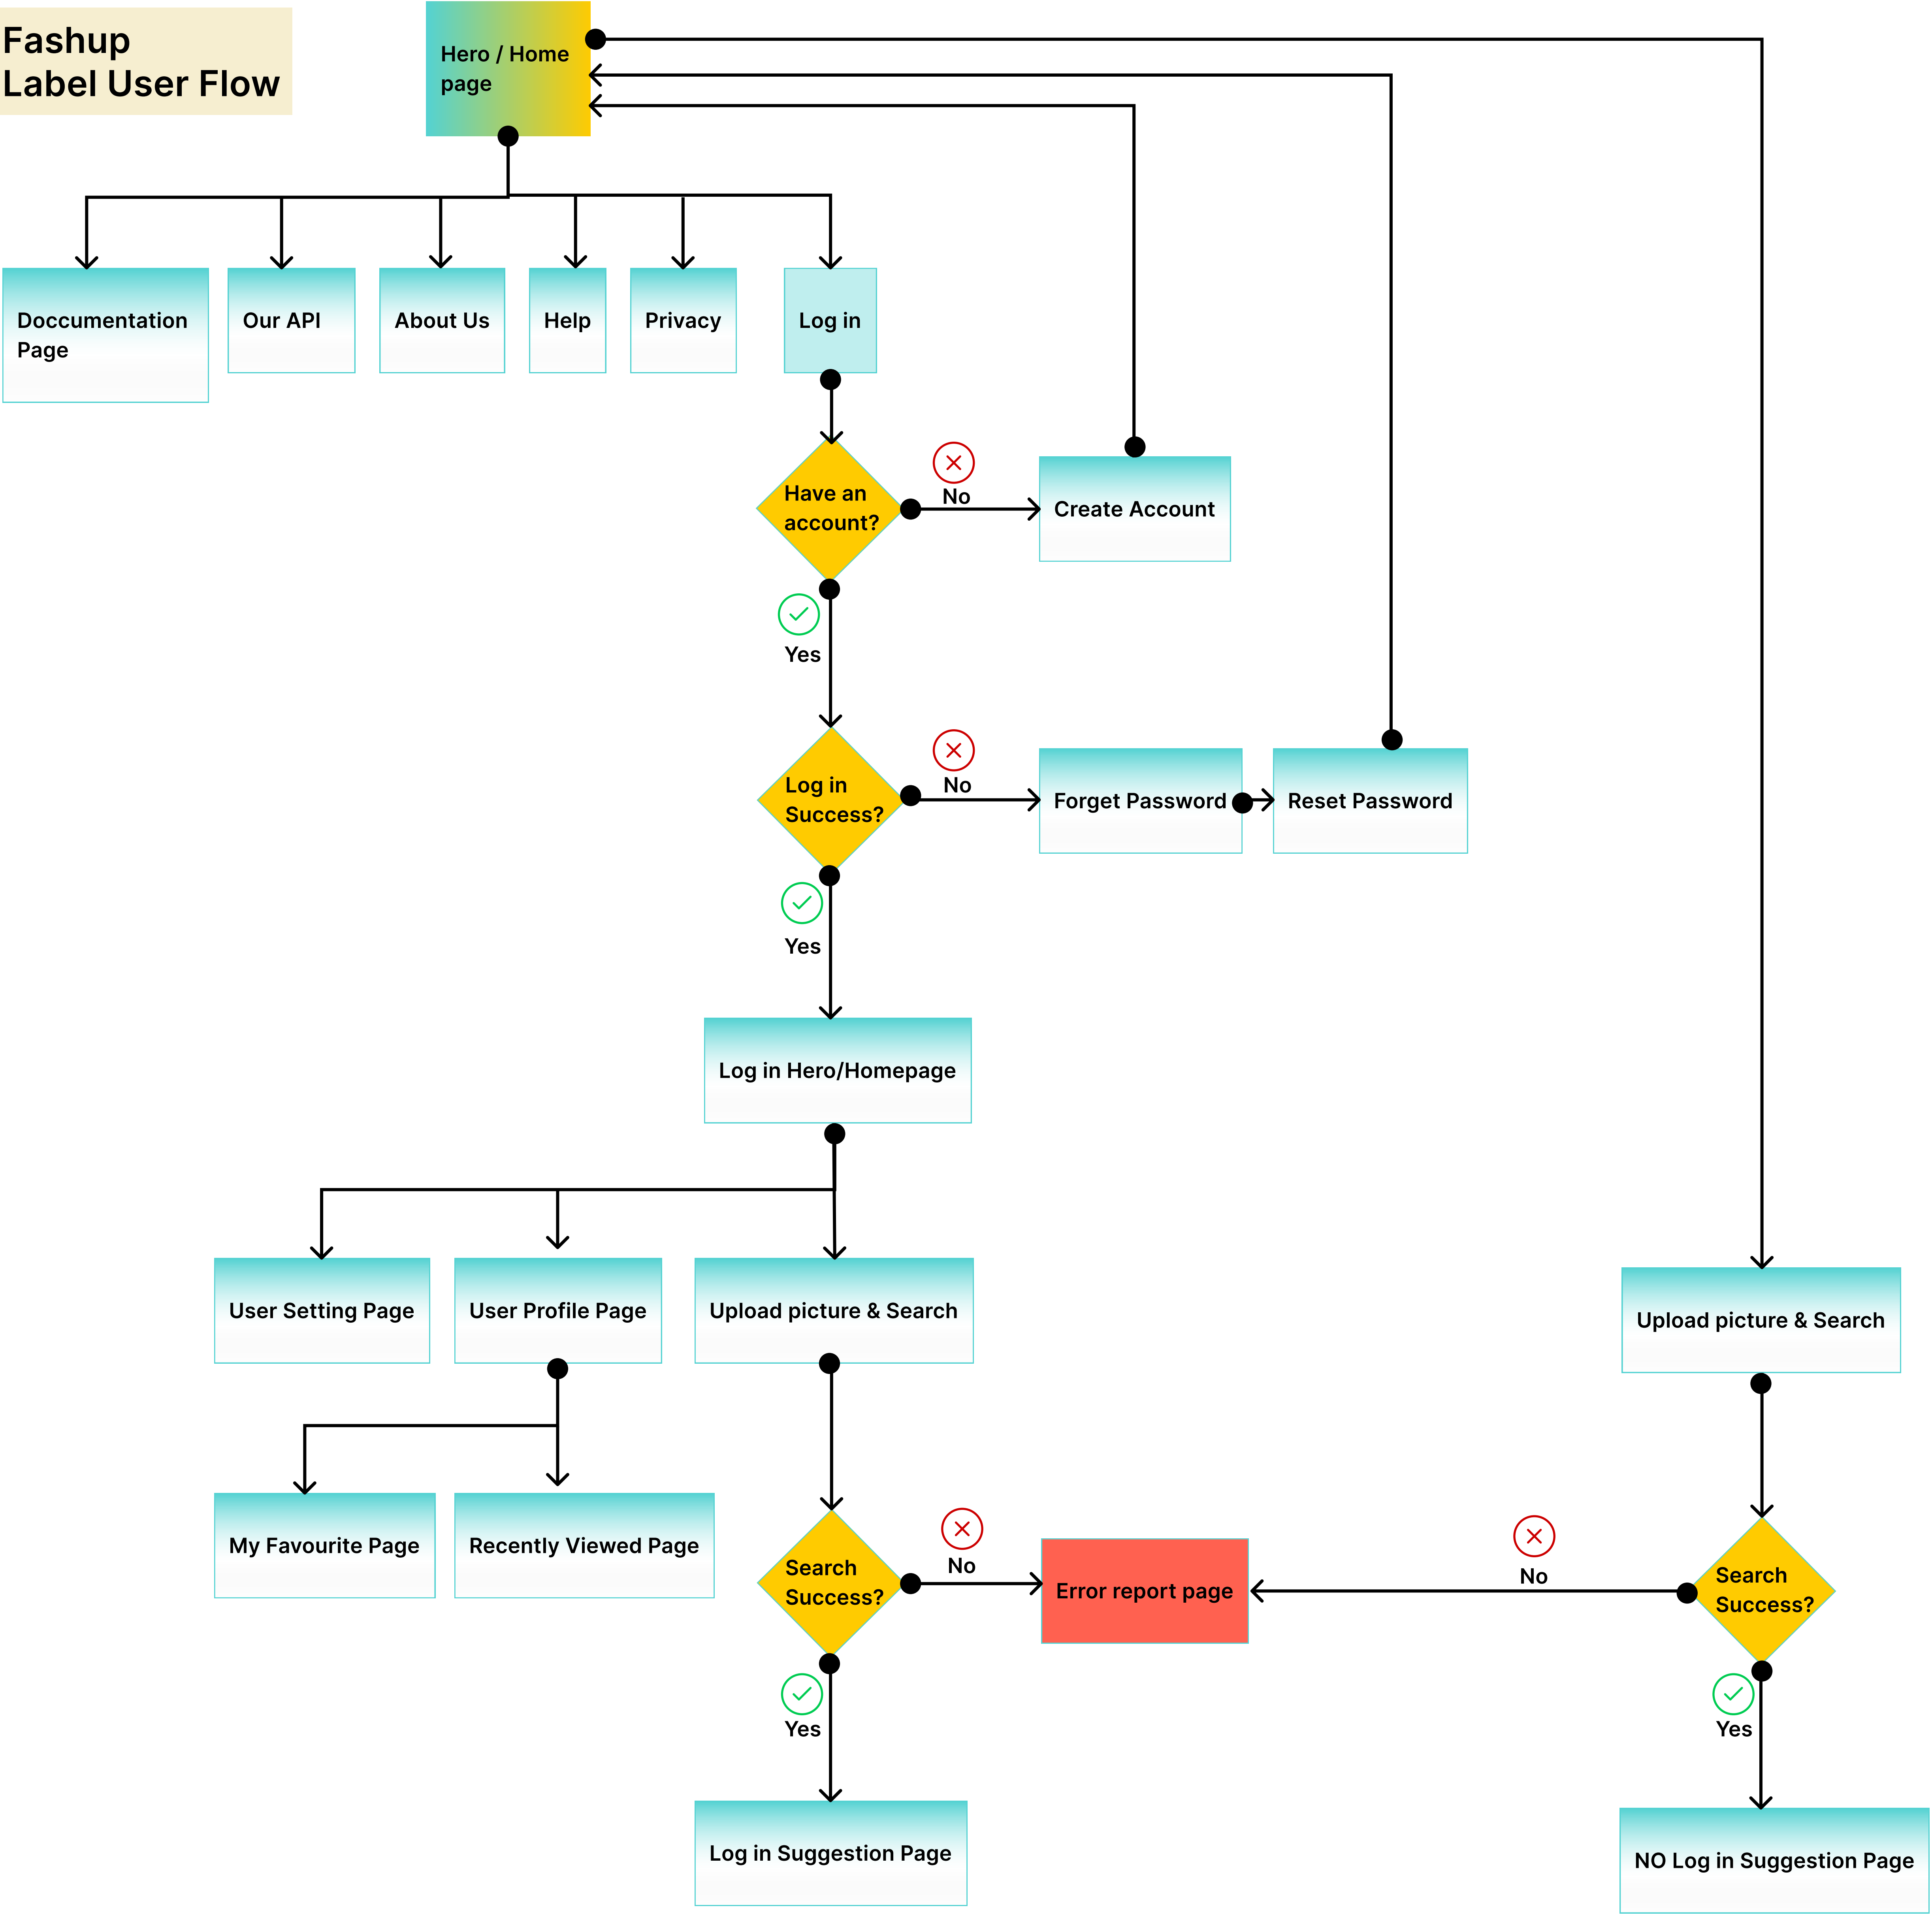 Fashup
Label User Flow
Hero / Home
page
Doccumentation
Page
Our API
About Us
Help
Privacy
Log in
Have an
account?
No
Create Account
Yes
Log in
Success?
No
Forget Password
Reset Password
Yes
Log in Hero/Homepage
User Setting Page
User Profile Page
Upload picture & Search
Upload picture & Search
My Favourite Page
Recently Viewed Page
Search
Success?
No
Error report page
No
Search
Success?
Yes
Yes
Log in Suggestion Page
NO Log in Suggestion Page